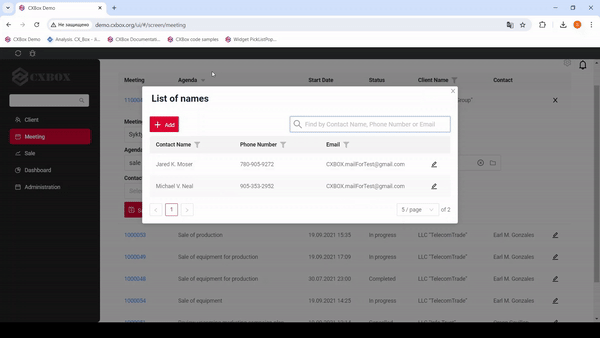 CXBox Demo
Не защищено
demo.cxbox.org/ui/#/screen/meeting
CXBox Demo
Analysis. CX_Box - Ji...
CXBox Documentati...
CXBox code samples
Widget PickListPop...
CXBOX
Client
Meeting
Sale
Dashboard
Administration
Meeting Agenda Start Date Status Client Name Contact
List of names
Add
Find by Contact Name, Phone Number or Email
Contact Name Phone Number Email
Jared K. Moser 780-905-9272 CXBOX.mailForTest@gmail.com
Michael V. Neal 905-353-2952 CXBOX.mailForTest@gmail.com
1
5 / page
of 2
Sale of production 19.09.2021 15:35 In progress LLC "TelecomTrade" Earl M. Gonzales
1000049 Sale of equipment for production 19.09.2021 17:09 In progress LLC "TelecomTrade" Earl M. Gonzales
1000048 Sale of equipment for production 30.07.2021 23:00 Completed LLC "TelecomTrade" Earl M. Gonzales
Sale of equipment 19.09.2021 14:25 In progress LLC "TelecomTrade" Earl M. Gonzales